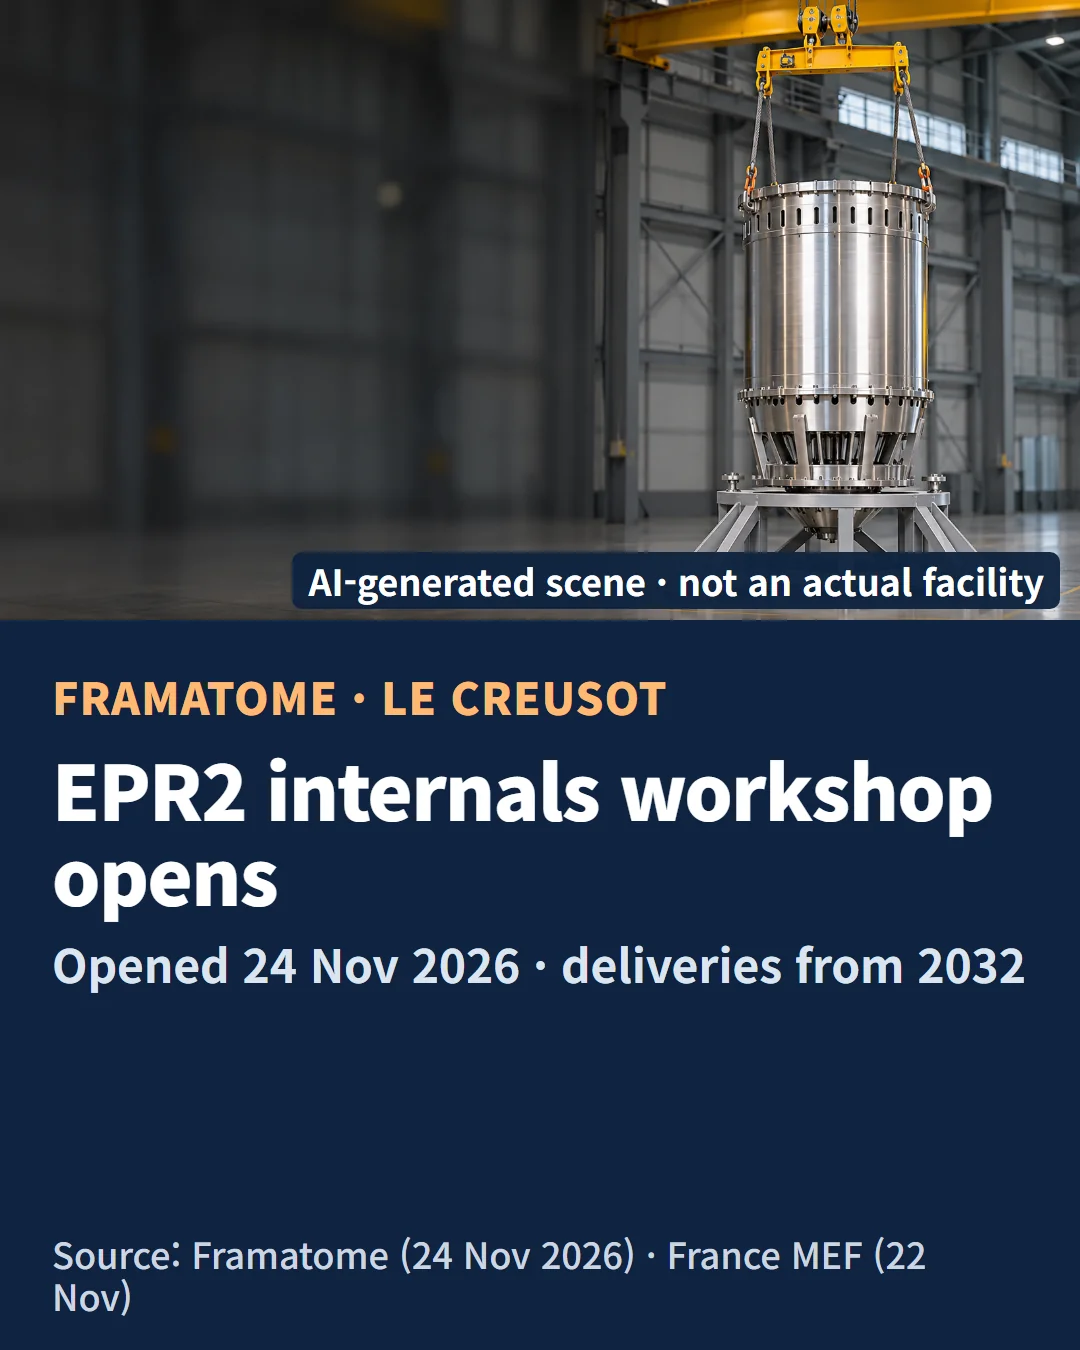 AI-generated scene · not an actual facility
FRAMATOME · LE CREUSOT
EPR2 internals workshop
opens
Opened 24 Nov 2026 · deliveries from 2032
Source: Framatome (24 Nov 2026) · France MEF (22
Nov)